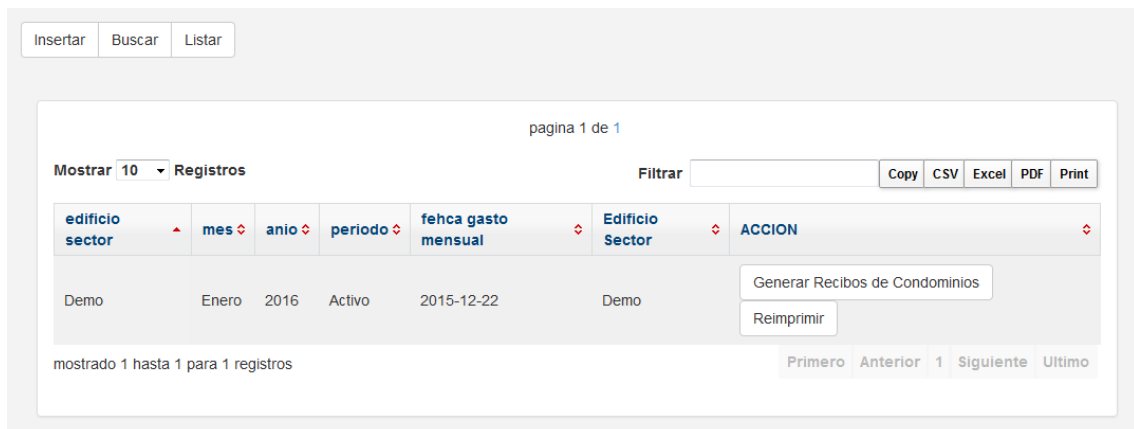 Insertar Buscar Listar
pagina 1 de 1
Mostrar 10 Registros Filtrar Copy CSV Excel PDF Print
edificio sector mes anio periodo fehca gasto mensual Edificio Sector ACCION
Demo Enero 2016 Activo 2015-12-22 Demo Generar Recibos de Condominios
Reimprimir
mostrado 1 hasta 1 para 1 registros Primero Anterior 1 Siguiente Ultimo